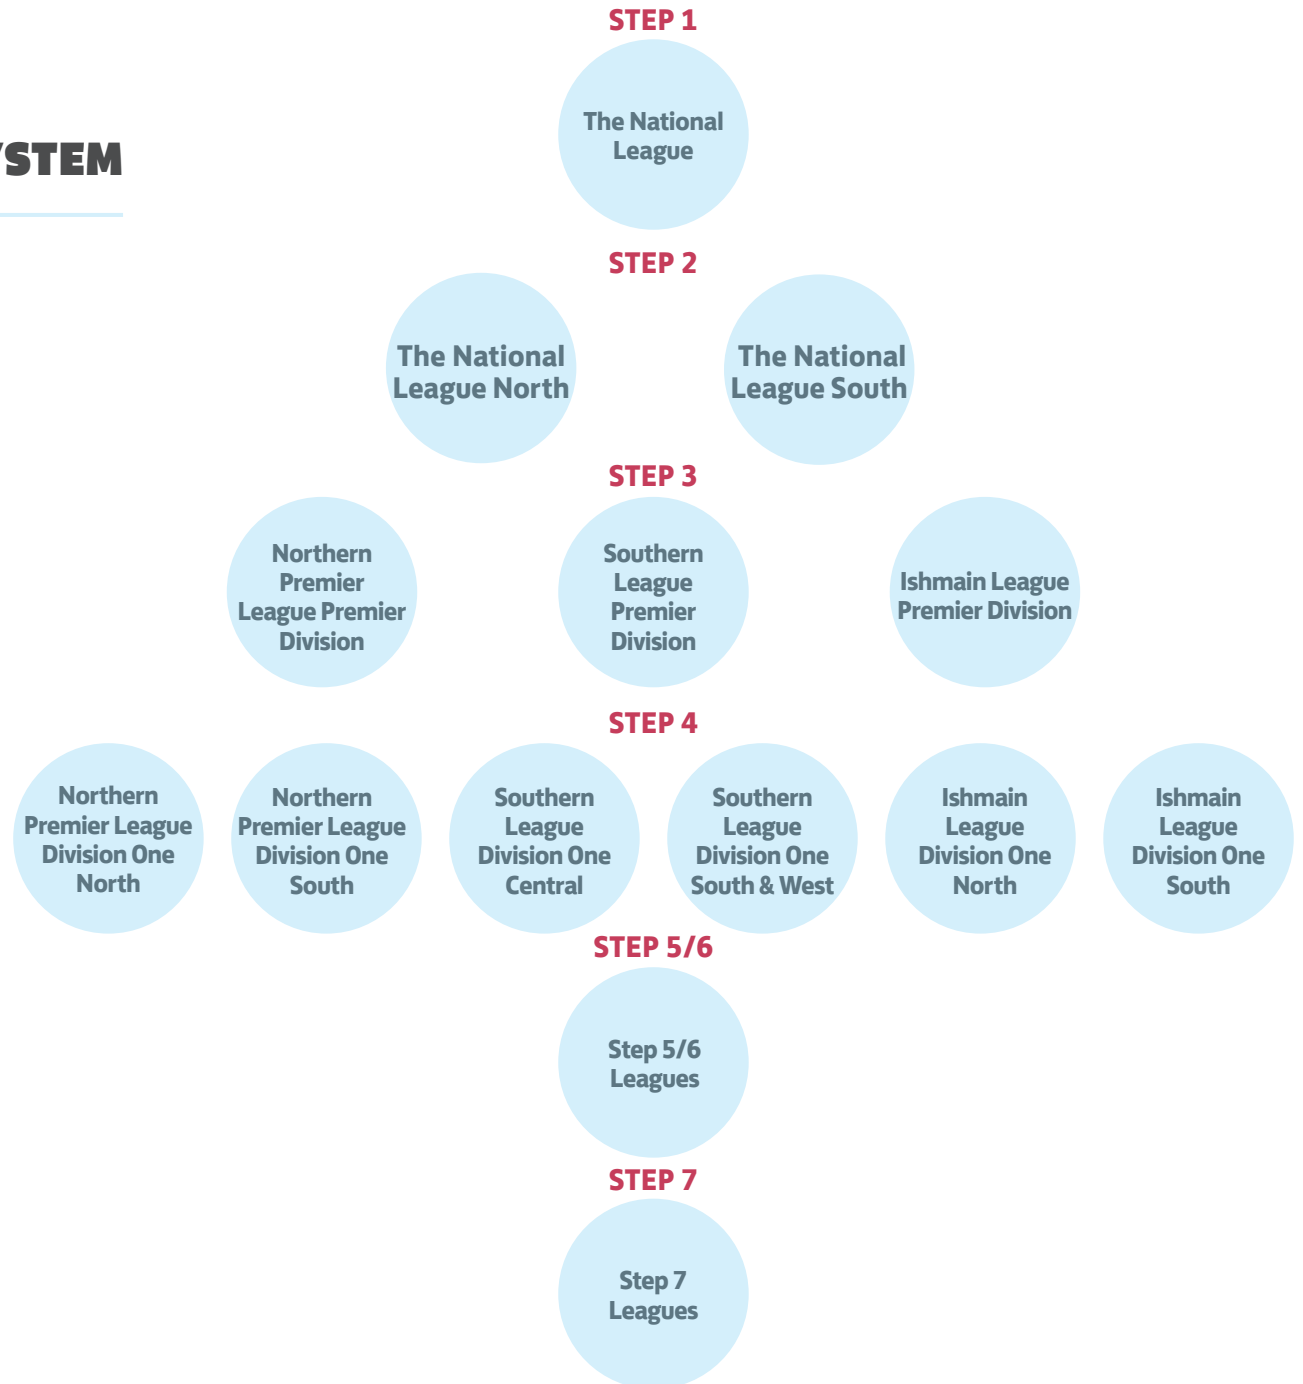 STEP 1
The National
League
YSTEM
STEP 2
The National
League North
The National
League South
STEP 3
Northern
Premier
League Premier
Division
Southern
League
Premier
Division
Ishmain League
Premier Division
STEP 4
Northern
Premier League
Division One
North
Northern
Premier League
Division One
South
Southern
League
Division One
Central
Southern
League
Division One
South & West
Ishmain
League
Division One
North
Ishmain
League
Division One
South
STEP 5/6
Step 5/6
Leagues
STEP 7
Step 7
Leagues